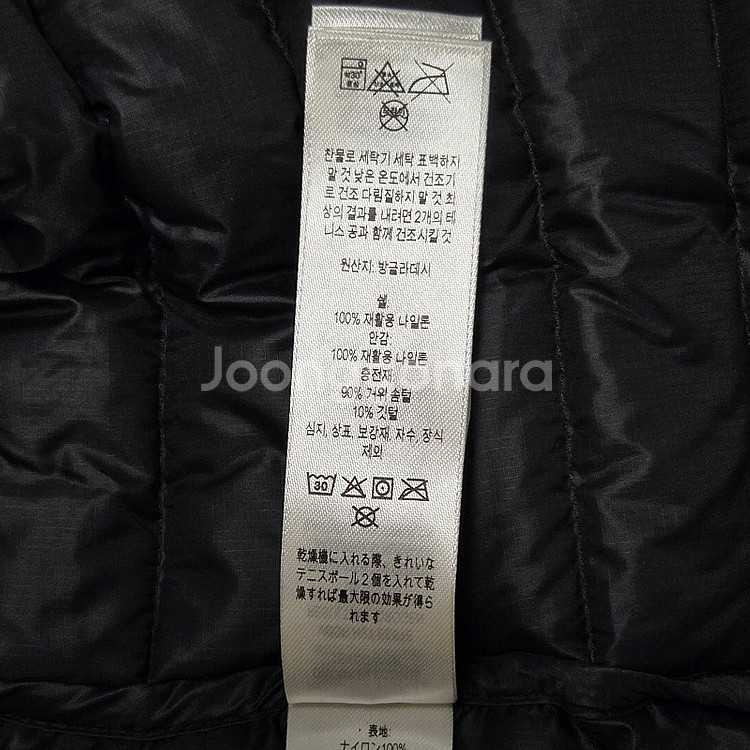 약30°
중성
찬물로 세탁기 세탁 표백하지
말 것 낮은 온도에서 건조기
로 건조 다림질하지 말 것 최
상의 결과를 내려면 2개의 테
니스 공과 함께 건조시킬 것
원산지: 방글라데시
쉘:
100% 재활용 나일론
안감:
100% 재활용 나일론
충전재:
90% 거위 솜털
10% 깃털
심지, 상표, 보강재, 자수, 장식
제외
30
乾燥機に入れる際、きれいな
テニスボール2個を入れて乾
燥すれば最大限の効果が得ら
れます
・表地:
ナイロン100%